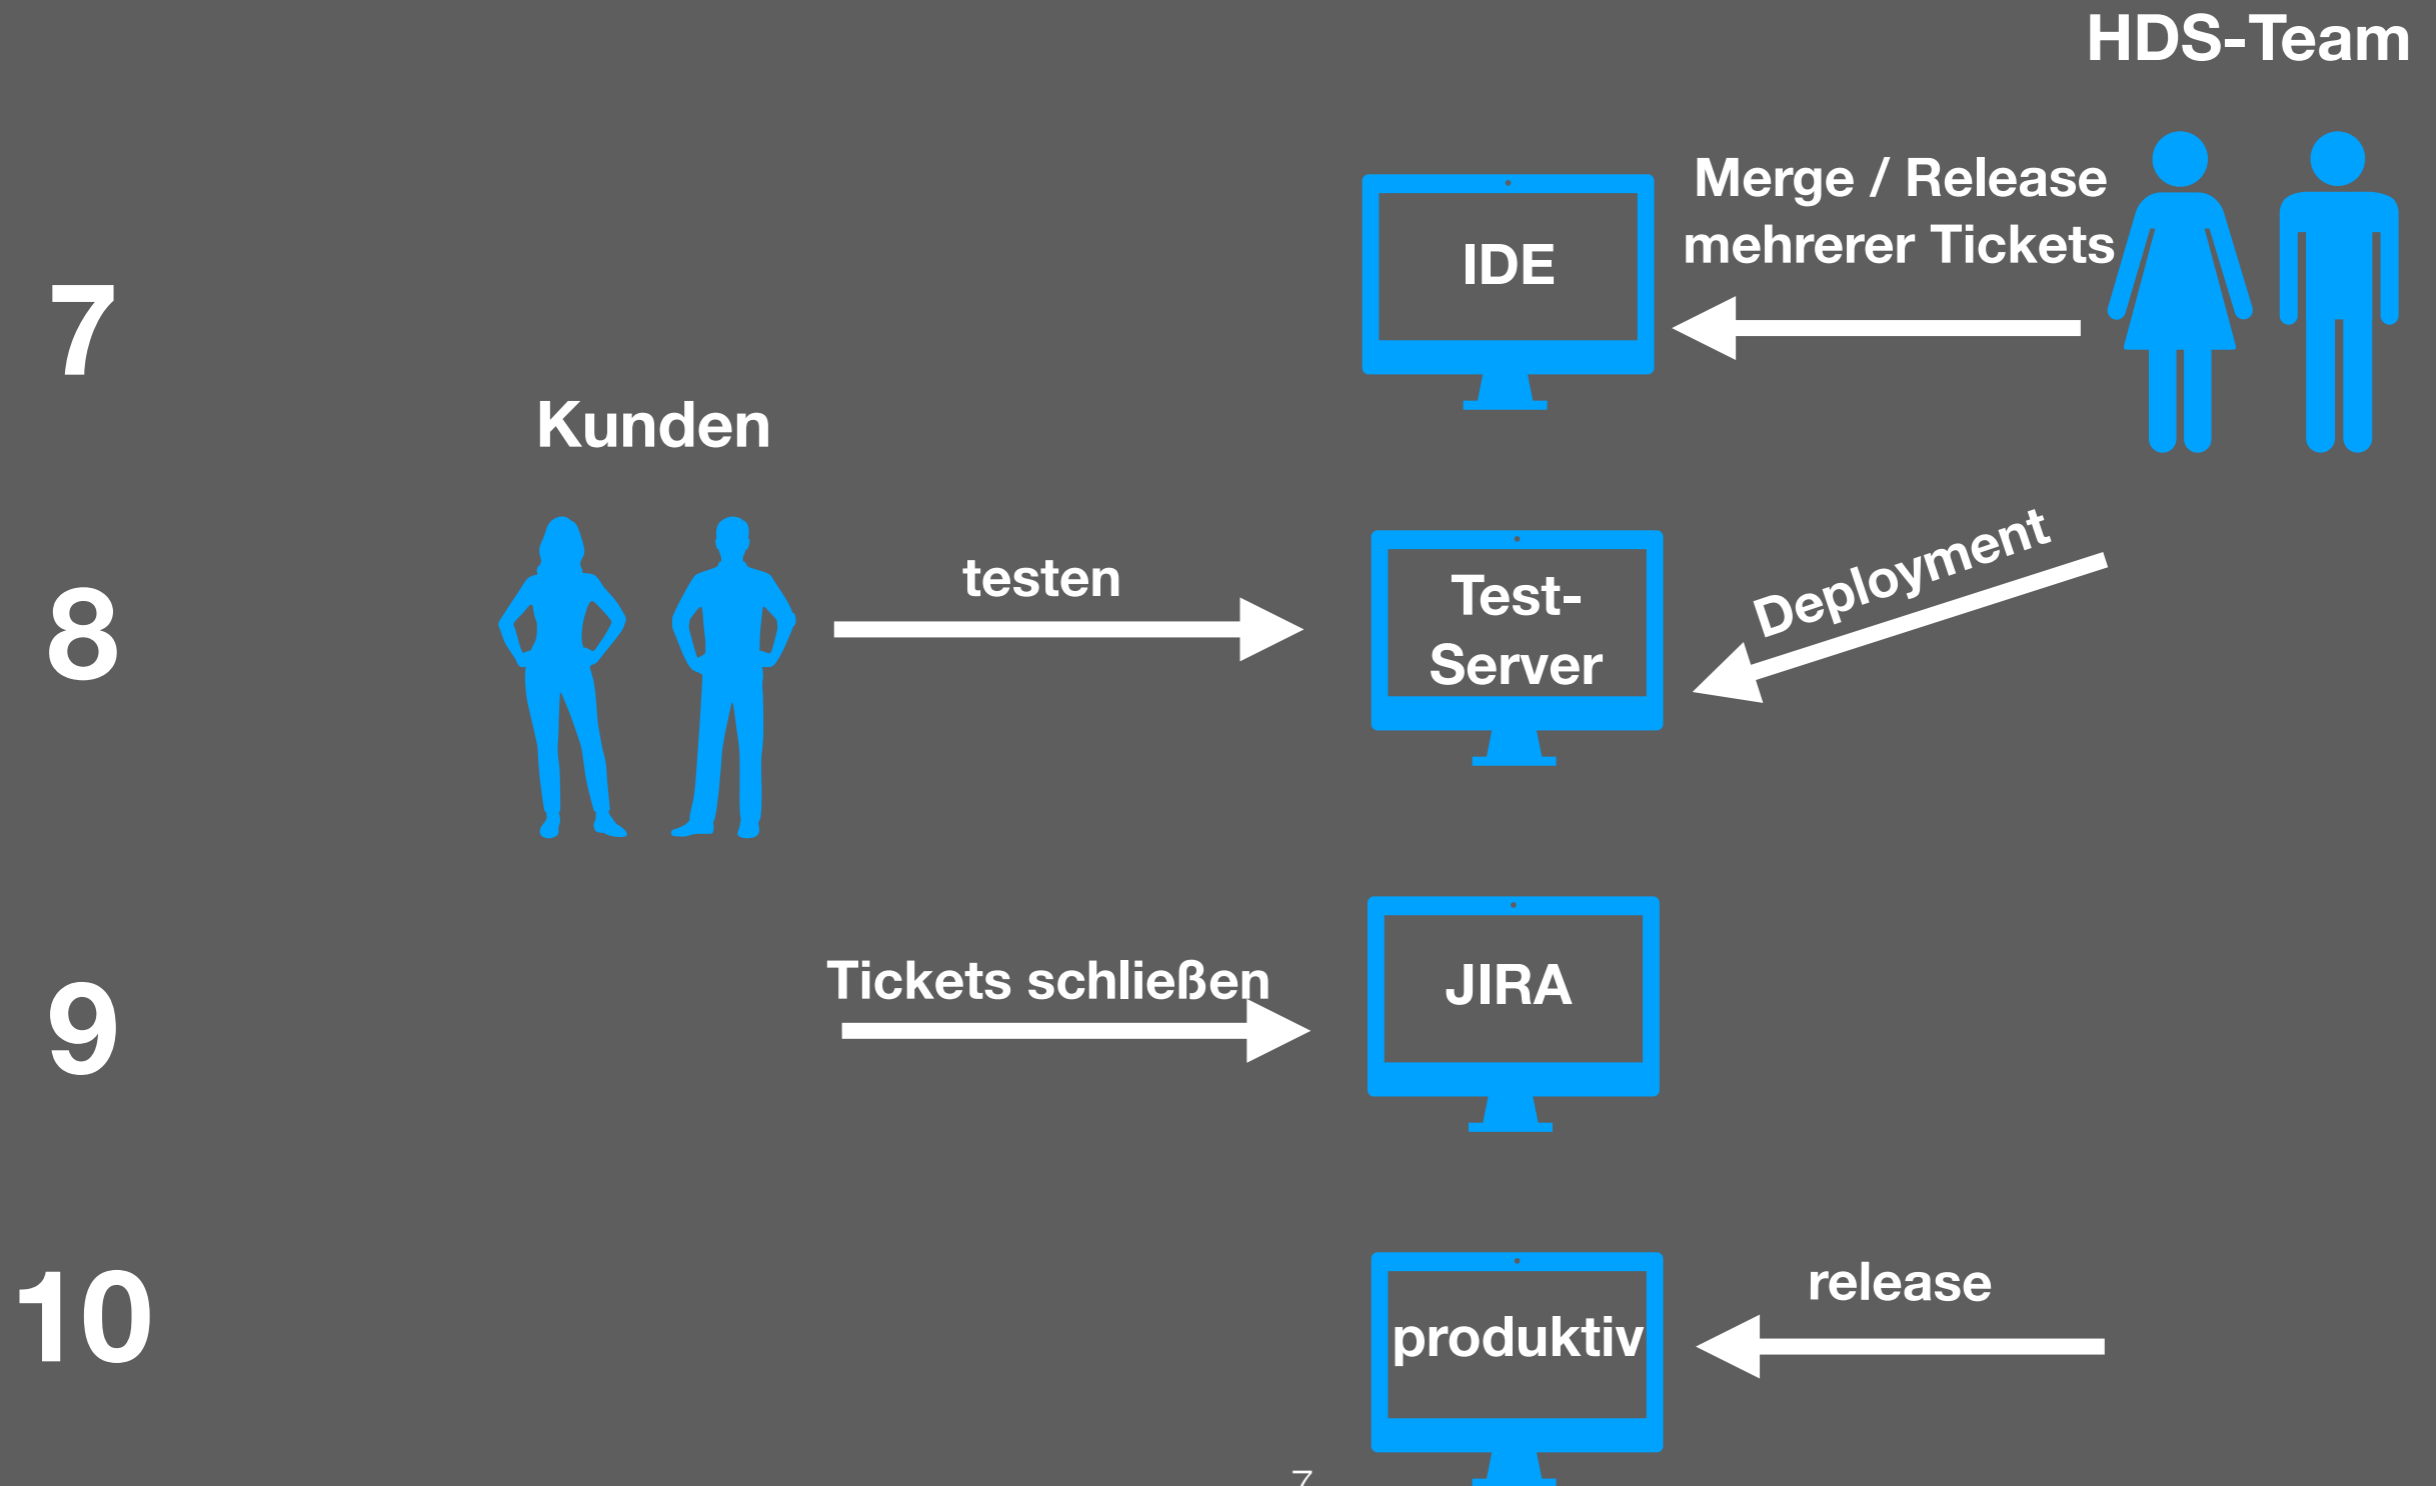 HDS-Team
7
IDE
Merge / Release
mehrerer Tickets
Kunden
8
testen
Test-
Server
Deployment
9
Tickets schließen
JIRA
10
produktiv
release
7